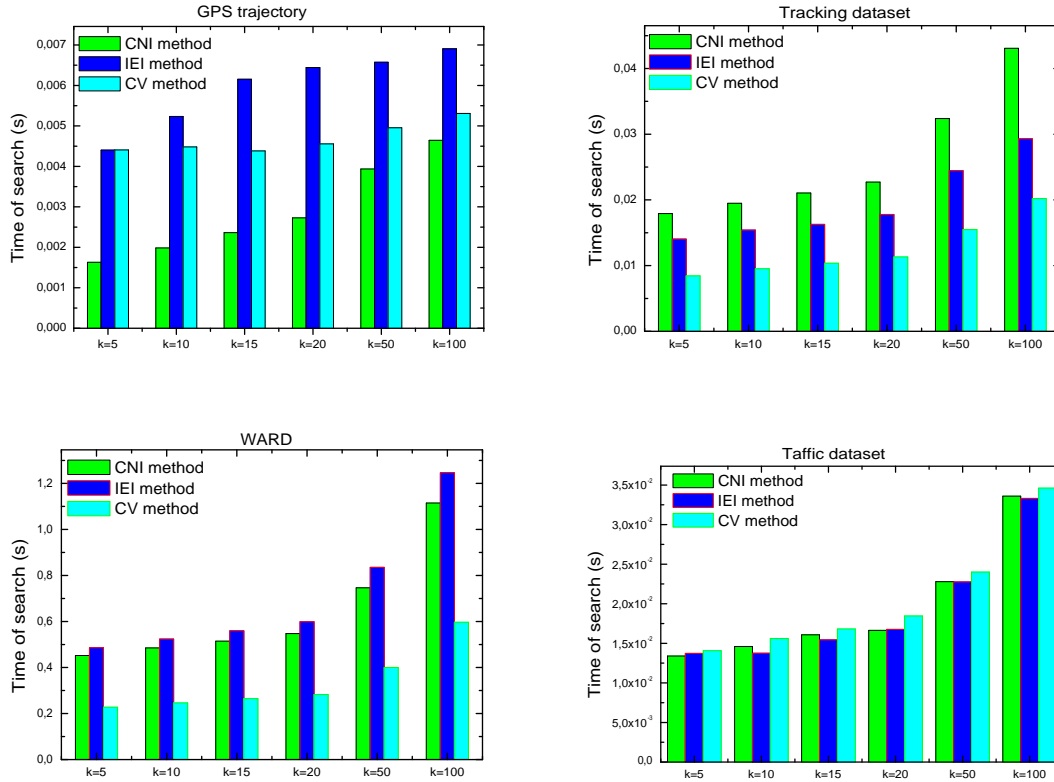 GPS trajectory
CNI method
IEI method
CV method
Time of search (s)
0,007
0,006
0,005
0,004
0,003
0,002
0,001
0,000
k=5 k=10 k=15 k=20 k=50 k=100
Tracking dataset
CNI method
IEI method
CV method
Time of search (s)
0,04
0,03
0,02
0,01
0,00
k=5 k=10 k=15 k=20 k=50 k=100
WARD
CNI method
IEI method
CV method
Time of search (s)
1,2
1,0
0,8
0,6
0,4
0,2
0,0
k=5 k=10 k=15 k=20 k=50 k=100
Taffic dataset
CNI method
IEI method
CV method
Time of search (s)
3,5x10⁻²
3,0x10⁻²
2,5x10⁻²
2,0x10⁻²
1,5x10⁻²
1,0x10⁻²
5,0x10⁻³
0,0
k=5 k=10 k=15 k=20 k=50 k=100